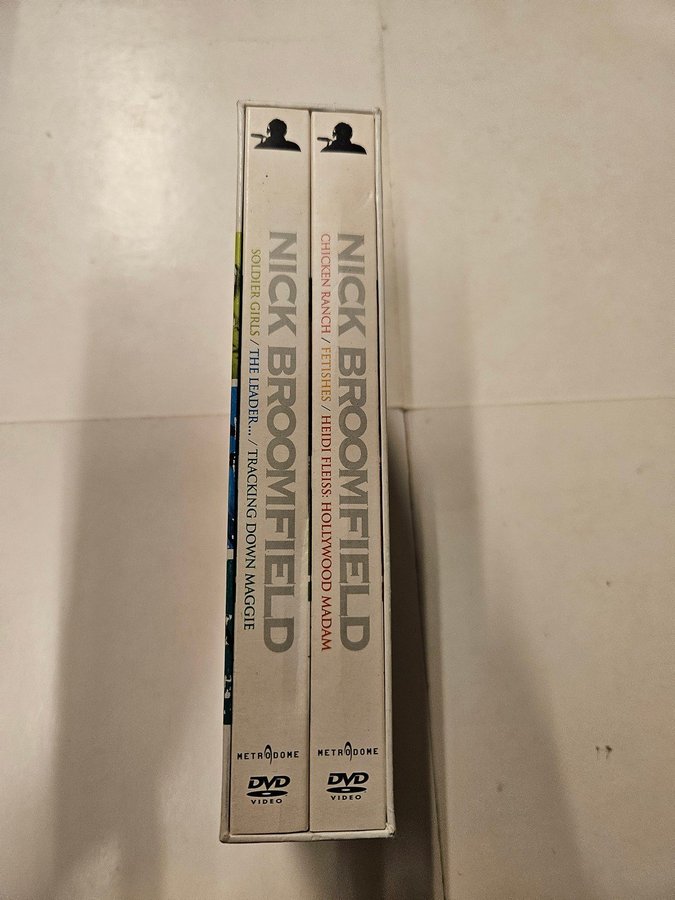 NICK BROOMFIELD
SOLDIER GIRLS / THE LEADER... / TRACKING DOWN MAGGIE
METRODOME
DVD
VIDEO
NICK BROOMFIELD
CHICKEN RANCH / FETISHES / HEIDI FLEISS: HOLLYWOOD MADAM
METRODOME
DVD
VIDEO